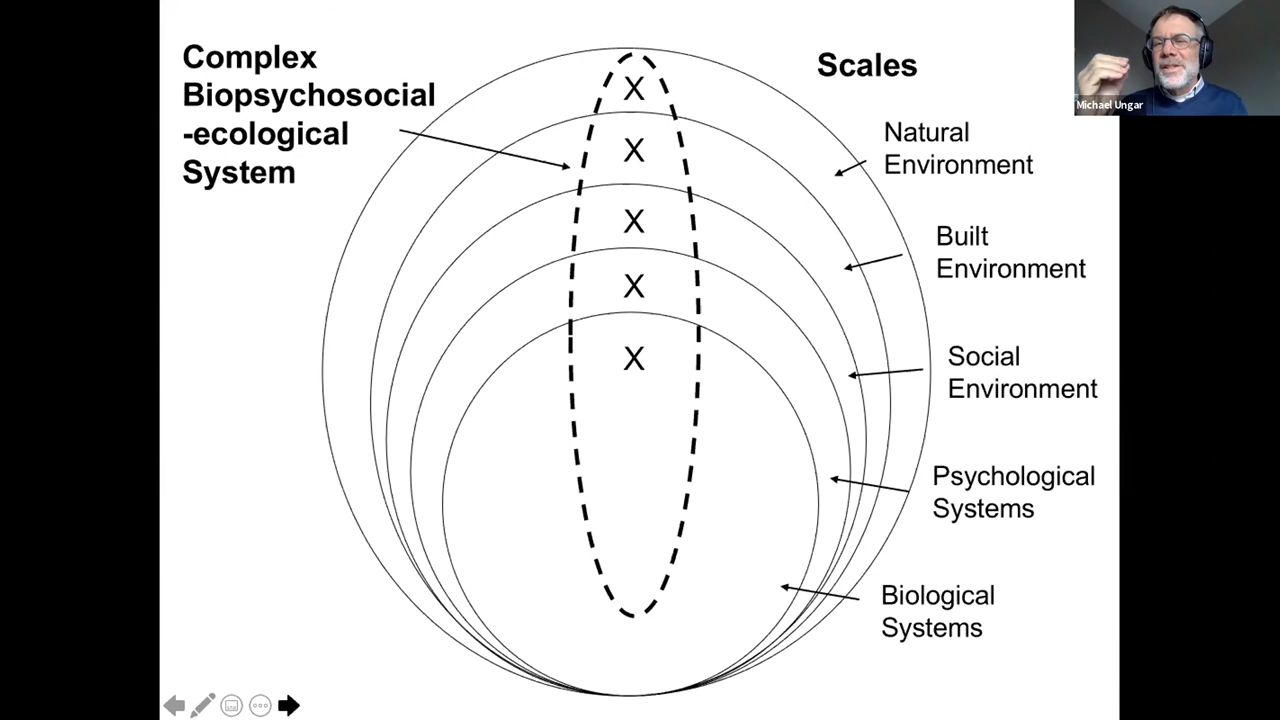 Complex
Biopsychosocial
-ecological
System
Scales
Natural
Environment
Built
Environment
Social
Environment
Psychological
Systems
Biological
Systems
X
X
X
X
X
Michael Ungar